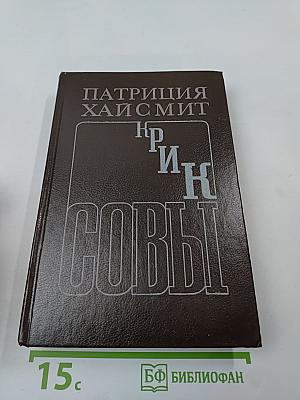 ПАТРИЦИЯ
ХАЙСМИТ
КРИК
СОВЫ
15с
БФ БИБЛИОФАН